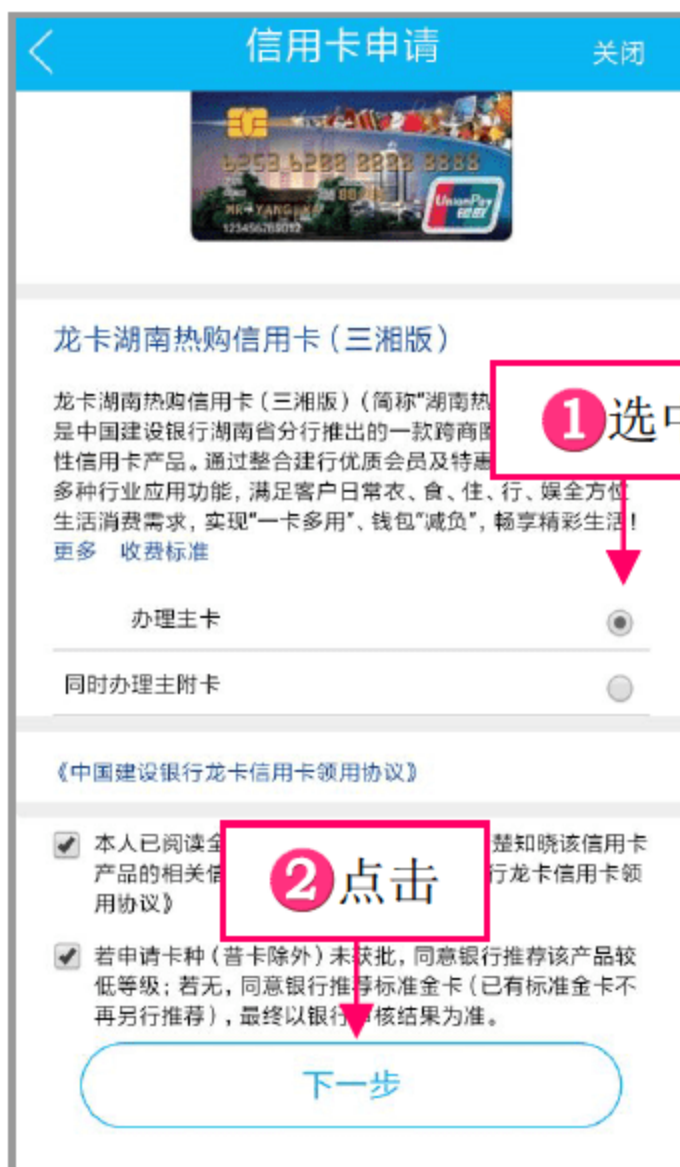 信用卡申请
关闭
6253 6288 8888 8888
MR YANG
123456789012
UnionPay
银联
龙卡湖南热购信用卡（三湘版）
龙卡湖南热购信用卡（三湘版）（简称"湖南热
是中国建设银行湖南省分行推出的一款跨商圈
性信用卡产品。通过整合建行优质会员及特惠
多种行业应用功能，满足客户日常衣、食、住、行、娱全方位
生活消费需求，实现"一卡多用"、钱包"减负"，畅享精彩生活！
更多 收费标准
1选中
办理主卡
同时办理主附卡
《中国建设银行龙卡信用卡领用协议》
本人已阅读全 楚知晓该信用卡
产品的相关信 行龙卡信用卡领
用协议》
2点击
若申请卡种（普卡除外）未获批，同意银行推荐该产品较
低等级；若无，同意银行推荐标准金卡（已有标准金卡不
再另行推荐），最终以银行审核结果为准。
下一步